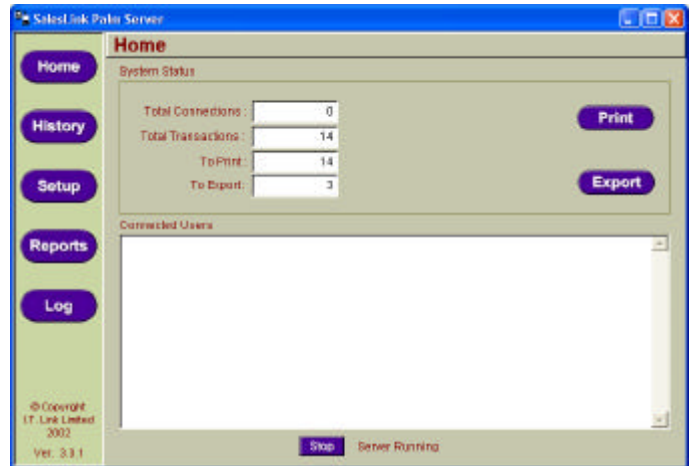 SalesLink Palm Server
Home
Home
System Status
Total Connections : 0
Print
History
Total Transactions : 14
To Print: 14
Setup
To Export: 3
Export
Connected Users
Reports
Log
© Copyright
I.T. Link Limited
2002
Ver. 3.3.1
Stop Server Running